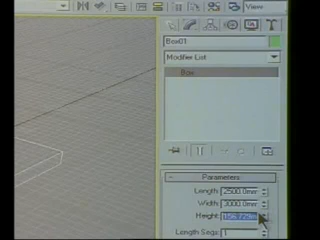 View
Box01
Modifier List
Box
Parameters
Length: 2500.0mm
Width: 3000.0mm
Height:
Length Segs: 1